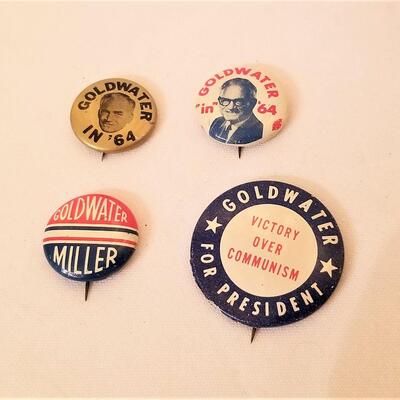 GOLDWATER
IN '64
GOLDWATER
"in" '64
GOLDWATER
MILLER
GOLDWATER
VICTORY
OVER
COMMUNISM
FOR PRESIDENT